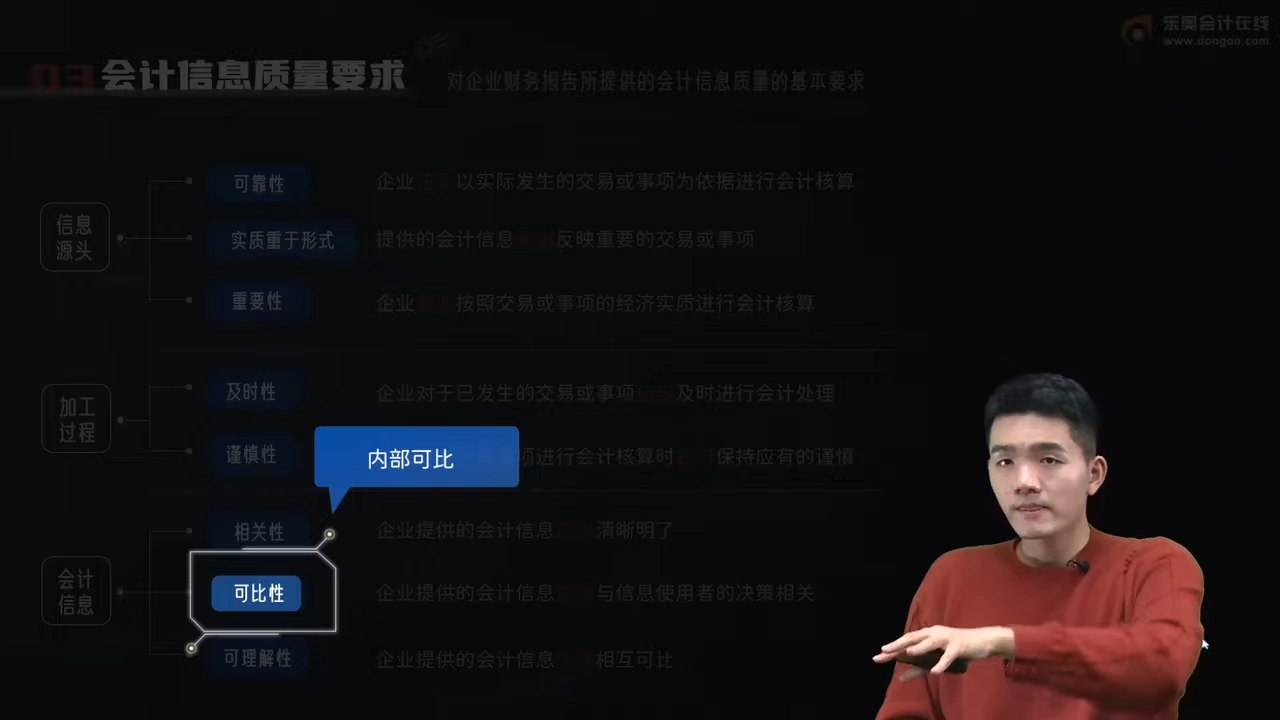 东奥会计在线
www.dongao.com
03 会计信息质量要求
对企业财务报告所提供的会计信息质量的基本要求
信息
源头
可靠性
企业 以实际发生的交易或事项为依据进行会计核算
实质重于形式
提供的会计信息 反映重要的交易或事项
重要性
企业 按照交易或事项的经济实质进行会计核算
加工
过程
及时性
企业对于已发生的交易或事项 及时进行会计处理
谨慎性
项进行会计核算时 保持应有的谨慎
内部可比
会计
信息
相关性
企业提供的会计信息 清晰明了
可比性
企业提供的会计信息 与信息使用者的决策相关
可理解性
企业提供的会计信息 相互可比